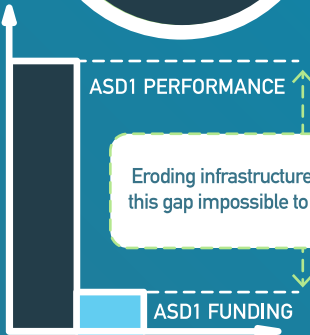 ASD1 PERFORMANCE
Eroding infrastructure
this gap impossible to
ASD1 FUNDING